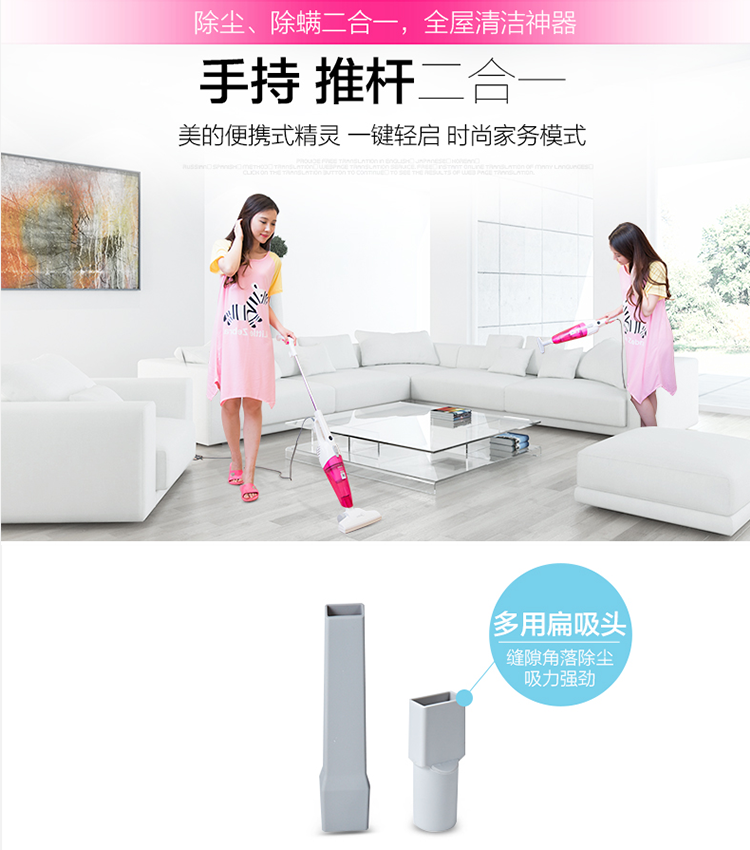 除尘、除螨二合一，全屋清洁神器
手持 推杆二合一
美的便携式精灵 一键轻启 时尚家务模式
多用扁吸头
缝隙角落除尘
吸力强劲